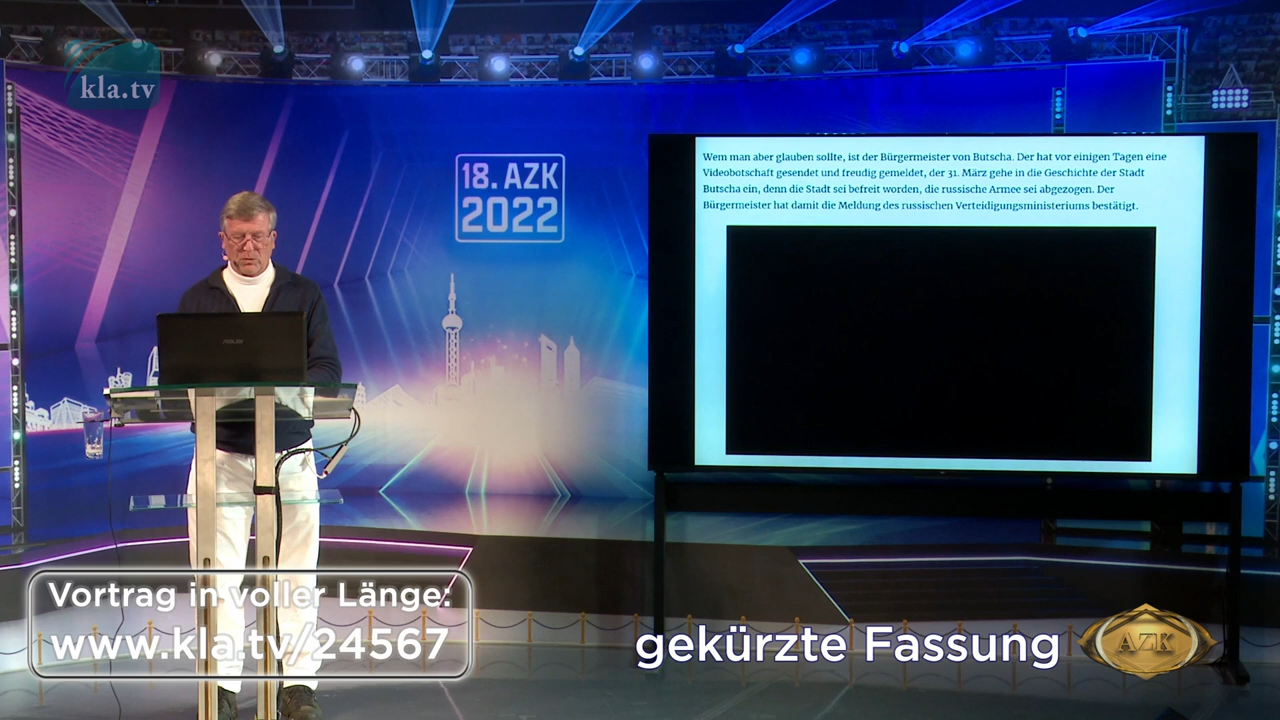 kla.tv
18. AZK
2022
Wem man aber glauben sollte, ist der Bürgermeister von Butscha. Der hat vor einigen Tagen eine
Videobotschaft gesendet und freudig gemeldet, der 31. März gehe in die Geschichte der Stadt
Butscha ein, denn die Stadt sei befreit worden, die russische Armee sei abgezogen. Der
Bürgermeister hat damit die Meldung des russischen Verteidigungsministeriums bestätigt.
ASUS
Vortrag in voller Länge:
www.kla.tv/24567
gekürzte Fassung
AZK